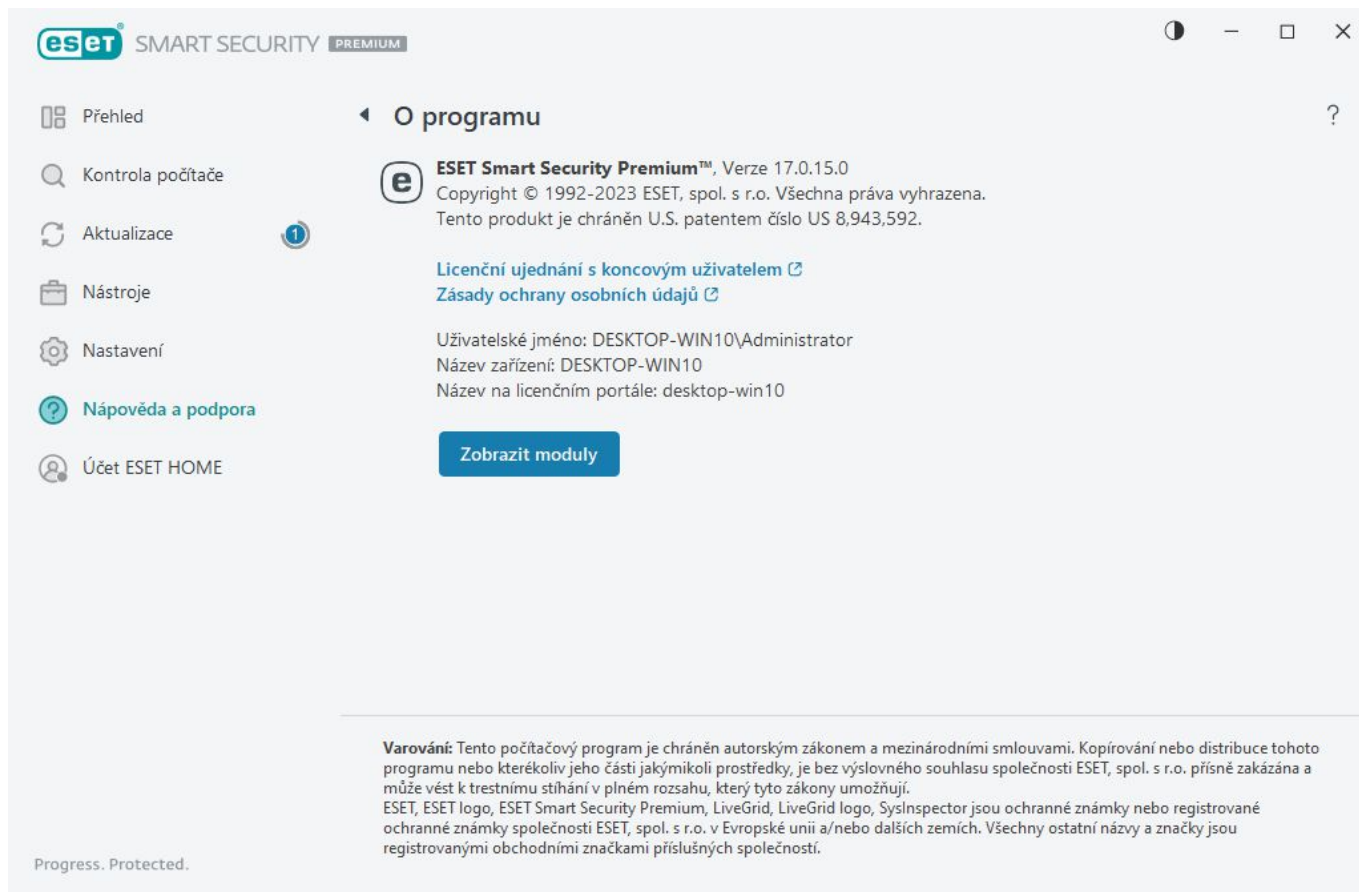 eset® SMART SECURITY PREMIUM
Přehled
Kontrola počítače
Aktualizace 1
Nástroje
Nastavení
Nápověda a podpora
Účet ESET HOME
O programu ?
ESET Smart Security Premium™, Verze 17.0.15.0
Copyright © 1992-2023 ESET, spol. s r.o. Všechna práva vyhrazena.
Tento produkt je chráněn U.S. patentem číslo US 8,943,592.
Licenční ujednání s koncovým uživatelem
Zásady ochrany osobních údajů
Uživatelské jméno: DESKTOP-WIN10\Administrator
Název zařízení: DESKTOP-WIN10
Název na licenčním portále: desktop-win10
Zobrazit moduly
Varování: Tento počítačový program je chráněn autorským zákonem a mezinárodními smlouvami. Kopírování nebo distribuce tohoto
programu nebo kterékoliv jeho části jakýmikoli prostředky, je bez výslovného souhlasu společnosti ESET, spol. s r.o. přísně zakázána a
může vést k trestnímu stíhání v plném rozsahu, který tyto zákony umožňují.
ESET, ESET logo, ESET Smart Security Premium, LiveGrid, LiveGrid logo, SysInspector jsou ochranné známky nebo registrované
ochranné známky společnosti ESET, spol. s r.o. v Evropské unii a/nebo dalších zemích. Všechny ostatní názvy a značky jsou
registrovanými obchodními značkami příslušných společností.
Progress. Protected.